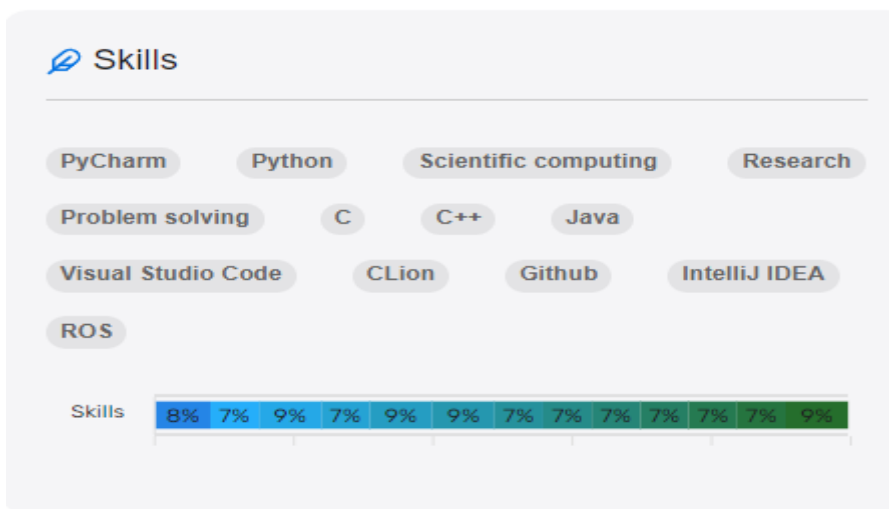 Skills
PyCharm Python Scientific computing Research
Problem solving C C++ Java
Visual Studio Code CLion Github IntelliJ IDEA
ROS
Skills 8% 7% 9% 7% 9% 9% 7% 7% 7% 7% 7% 7% 9%